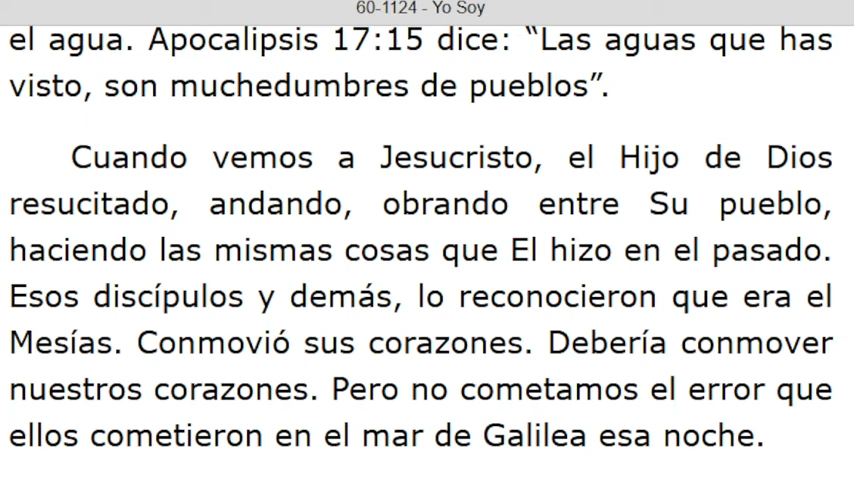 60-1124 - Yo Soy
el agua. Apocalipsis 17:15 dice: “Las aguas que has
visto, son muchedumbres de pueblos”.
Cuando vemos a Jesucristo, el Hijo de Dios
resucitado, andando, obrando entre Su pueblo,
haciendo las mismas cosas que El hizo en el pasado.
Esos discípulos y demás, lo reconocieron que era el
Mesías. Conmovió sus corazones. Debería conmover
nuestros corazones. Pero no cometamos el error que
ellos cometieron en el mar de Galilea esa noche.